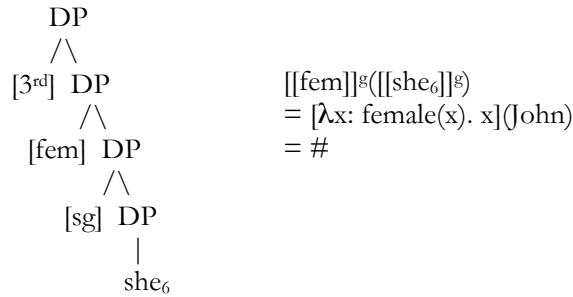 DP
/\
[3ʳᵈ] DP
/\
[fem] DP
/\
[sg] DP
|
she₆
[[fem]]ᵍ([[she₆]]ᵍ)
= [λx: female(x). x](John)
= #